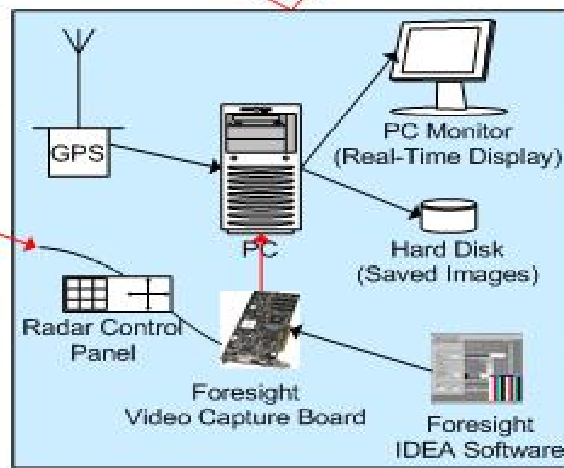 GPS
PC Monitor
(Real-Time Display)
PC
Hard Disk
(Saved Images)
Radar Control
Panel
Foresight
Video Capture Board
Foresight
IDEA Software